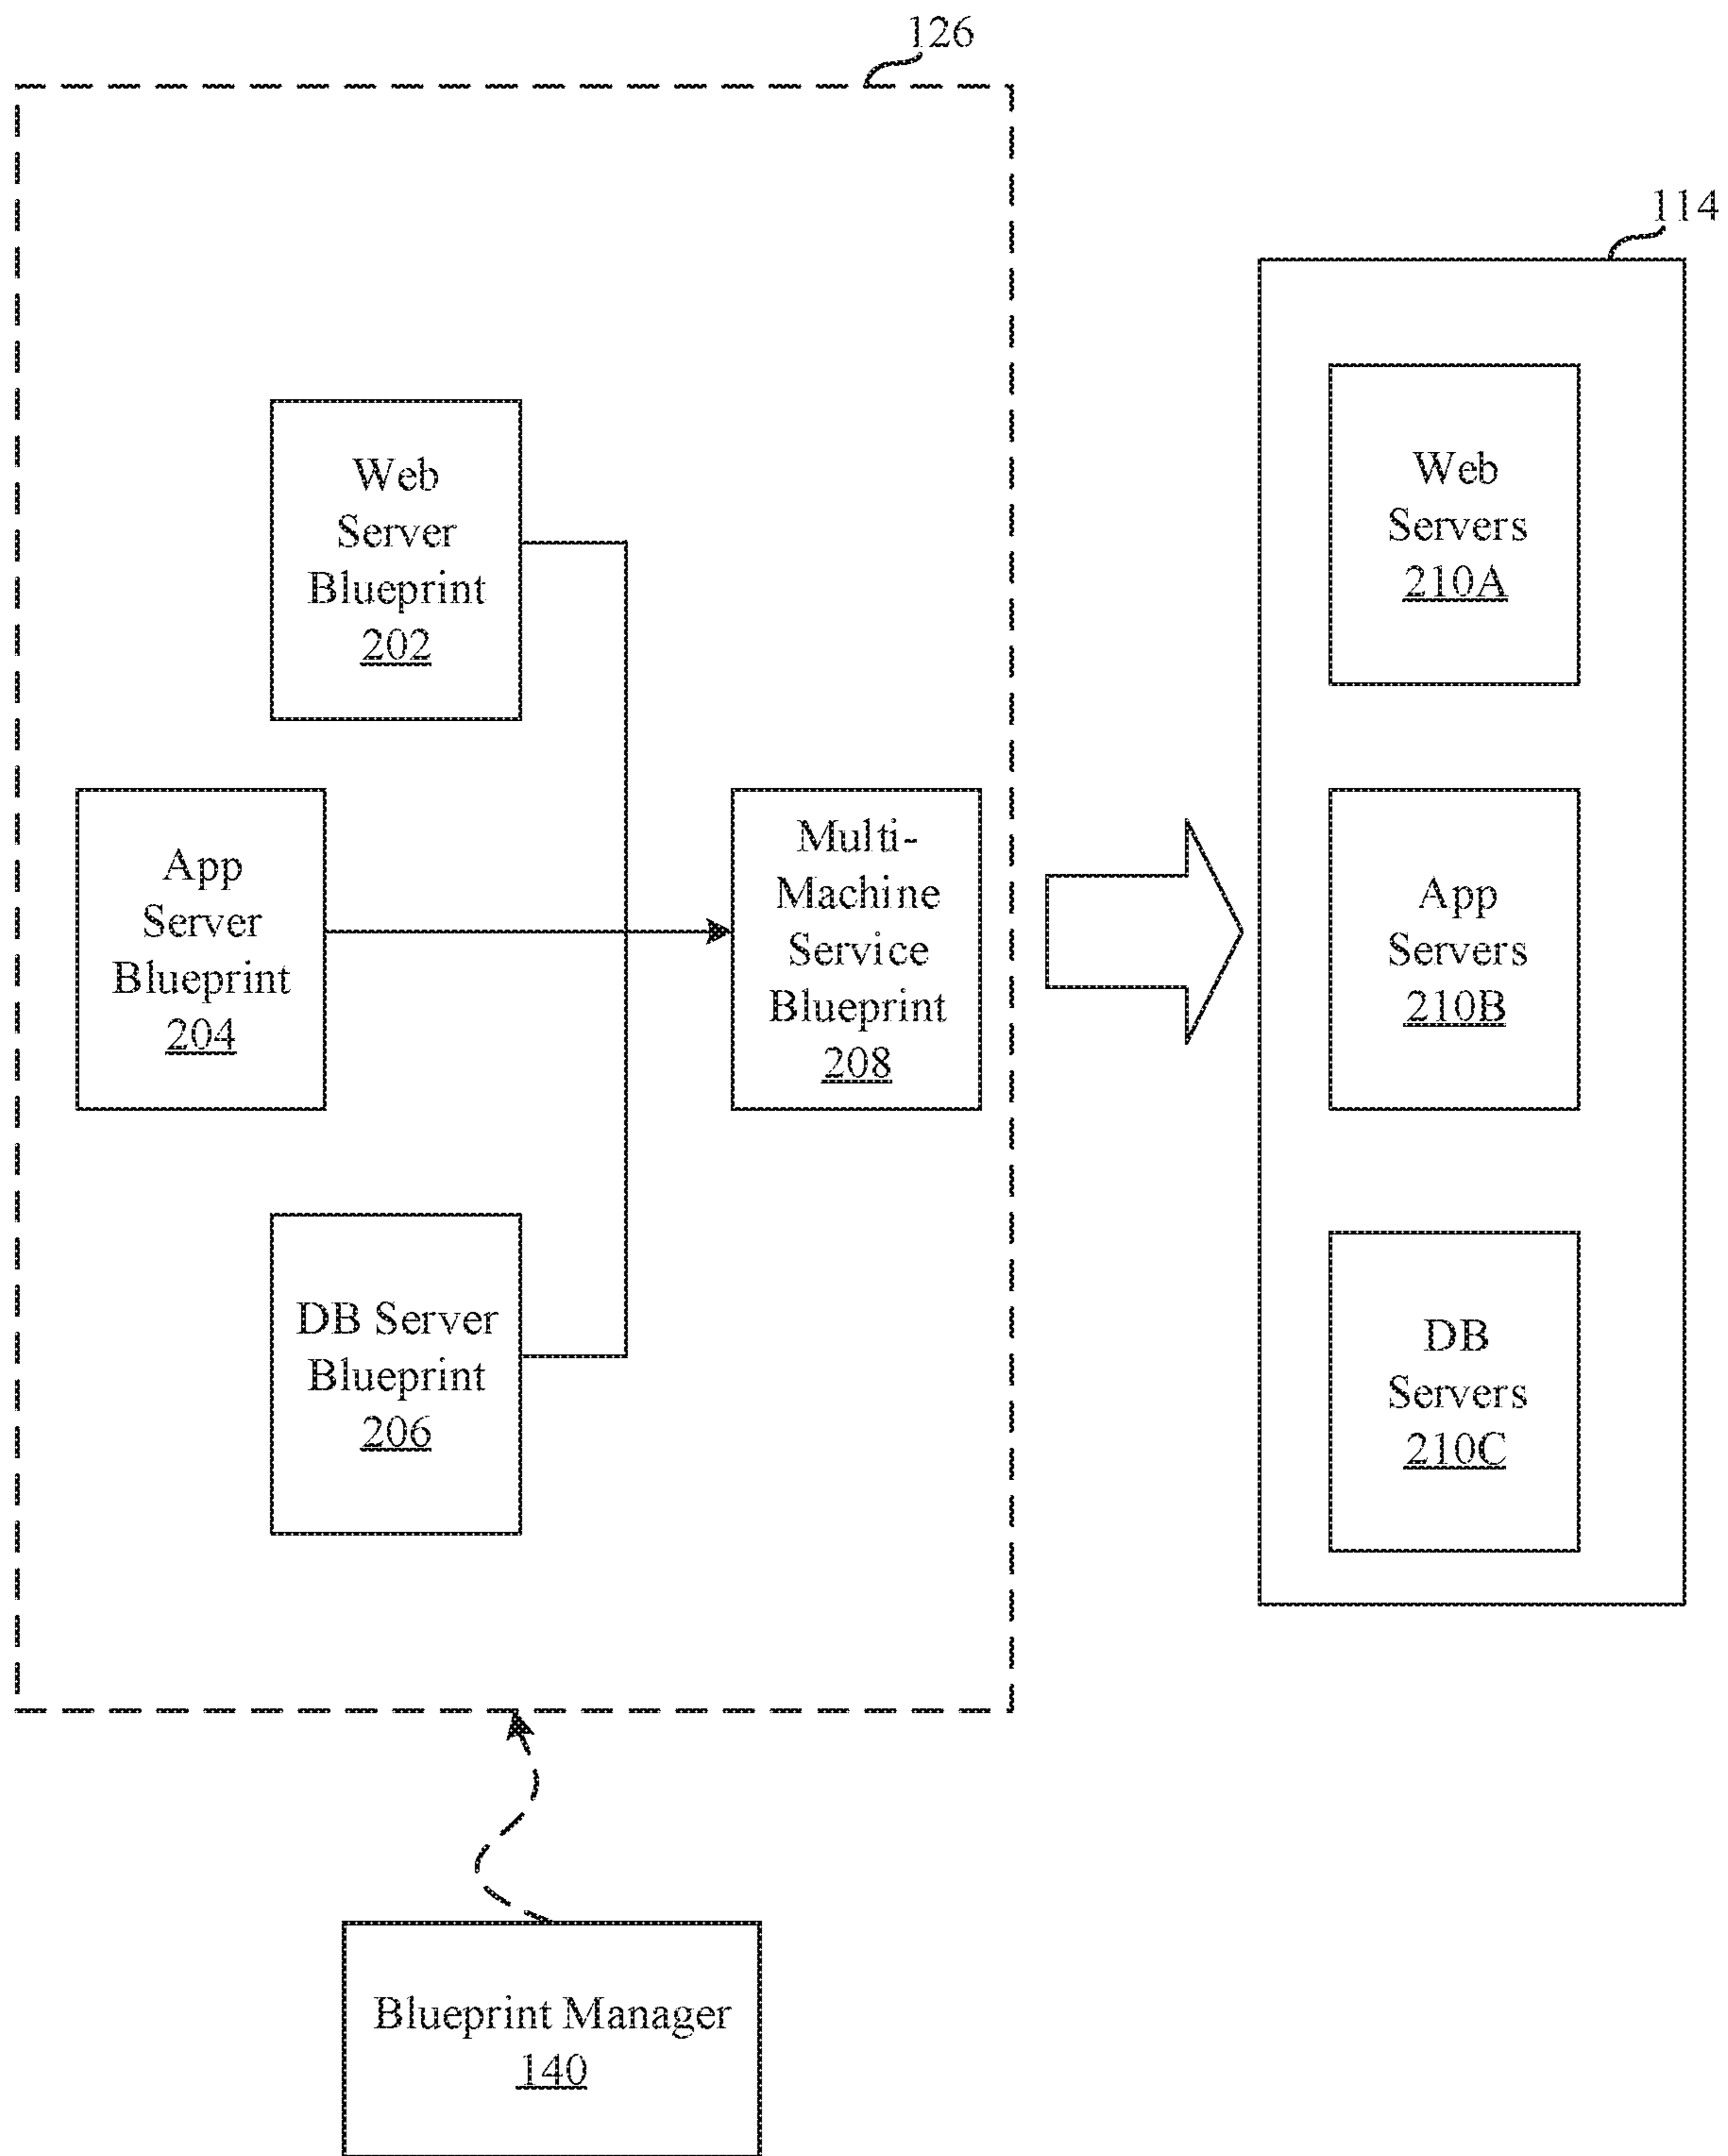 126
114
Web
Server
Blueprint
202
App
Server
Blueprint
204
DB Server
Blueprint
206
Multi-
Machine
Service
Blueprint
208
Web
Servers
210A
App
Servers
210B
DB
Servers
210C
Blueprint Manager
140